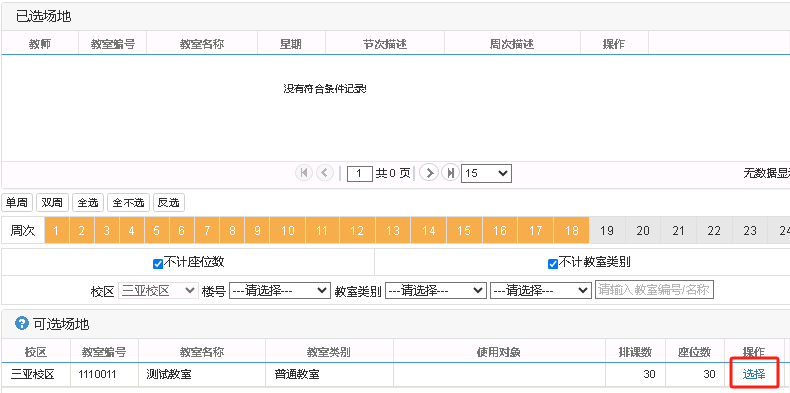 已选场地
教师 教室编号 教室名称 星期 节次描述 周次描述 操作
没有符合条件记录!
1 共0 页 15 无数据显
单周 双周 全选 全不选 反选
周次 1 2 3 4 5 6 7 8 9 10 11 12 13 14 15 16 17 18 19 20 21 22 23 24
不计座位数 不计教室类别
校区 三亚校区 楼号 ---请选择--- 教室类别 ---请选择--- ---请选择--- 请输入教室编号/名称
? 可选场地
校区 教室编号 教室名称 教室类别 使用对象 排课数 座位数 操作
三亚校区 1110011 测试教室 普通教室 30 30 选择